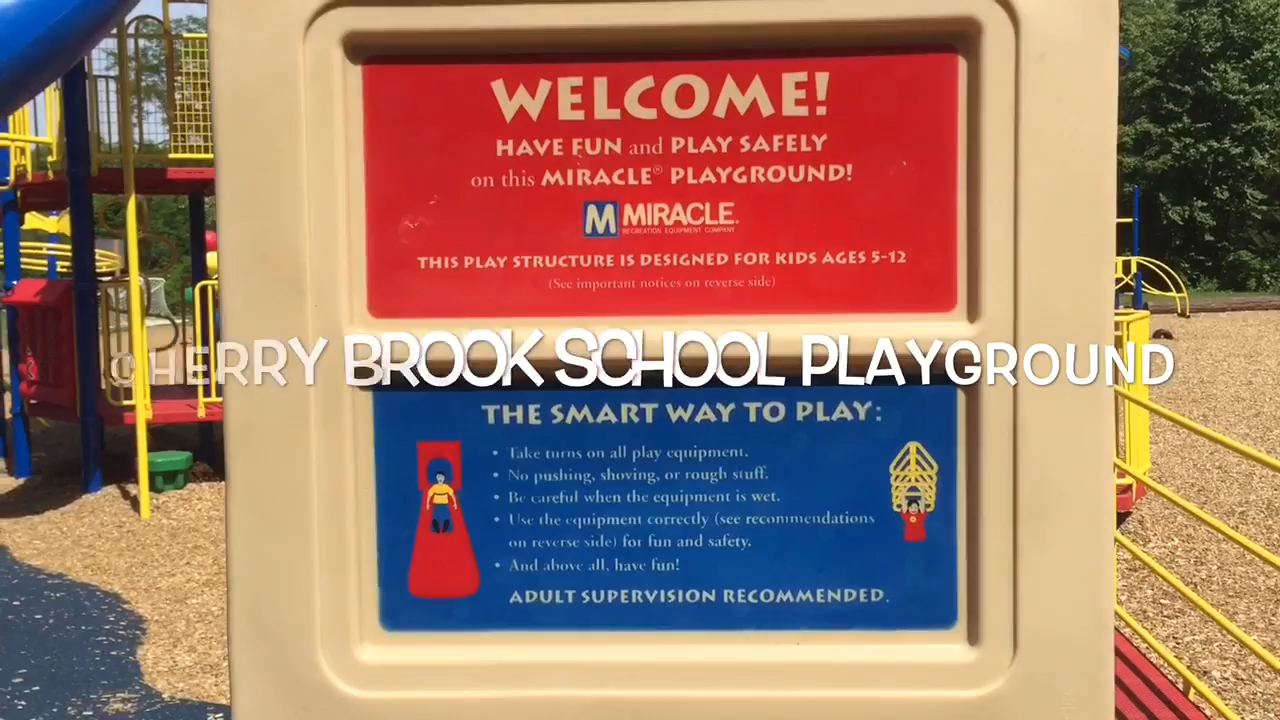 WELCOME!
HAVE FUN and PLAY SAFELY
on this MIRACLE® PLAYGROUND!
M MIRACLE.
RECREATION EQUIPMENT COMPANY
THIS PLAY STRUCTURE IS DESIGNED FOR KIDS AGES 5-12
(See important notices on reverse side)
CHERRY BROOK SCHOOL PLAYGROUND
THE SMART WAY TO PLAY:
• Take turns on all play equipment.
• No pushing, shoving, or rough stuff.
• Be careful when the equipment is wet.
• Use the equipment correctly (see recommendations
on reverse side) for fun and safety.
• And above all, have fun!
ADULT SUPERVISION RECOMMENDED.